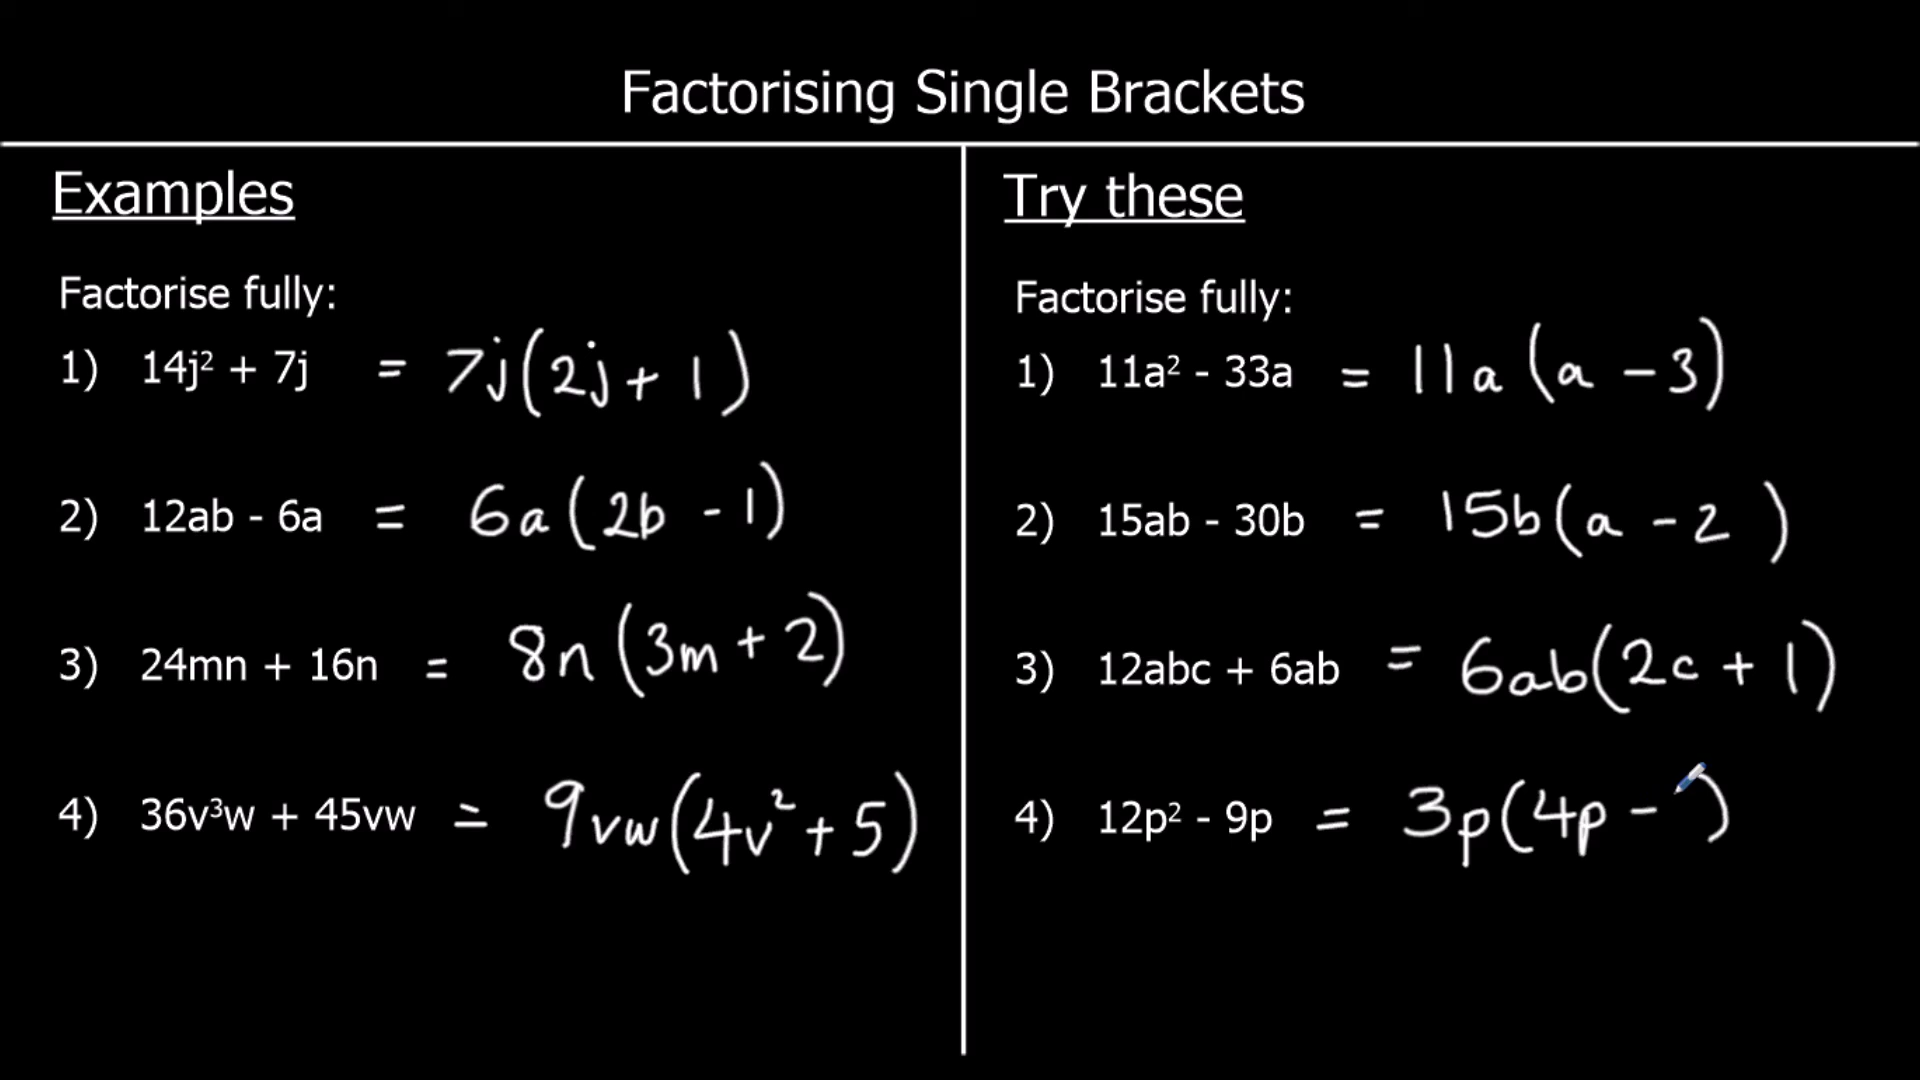 Factorising Single Brackets
Examples
Factorise fully:
1) 14j² + 7j = 7j(2j + 1)
2) 12ab - 6a = 6a(2b - 1)
3) 24mn + 16n = 8n(3m + 2)
4) 36v³w + 45vw = 9vw(4v² + 5)
Try these
Factorise fully:
1) 11a² - 33a = 11a(a - 3)
2) 15ab - 30b = 15b(a - 2)
3) 12abc + 6ab = 6ab(2c + 1)
4) 12p² - 9p = 3p(4p - )